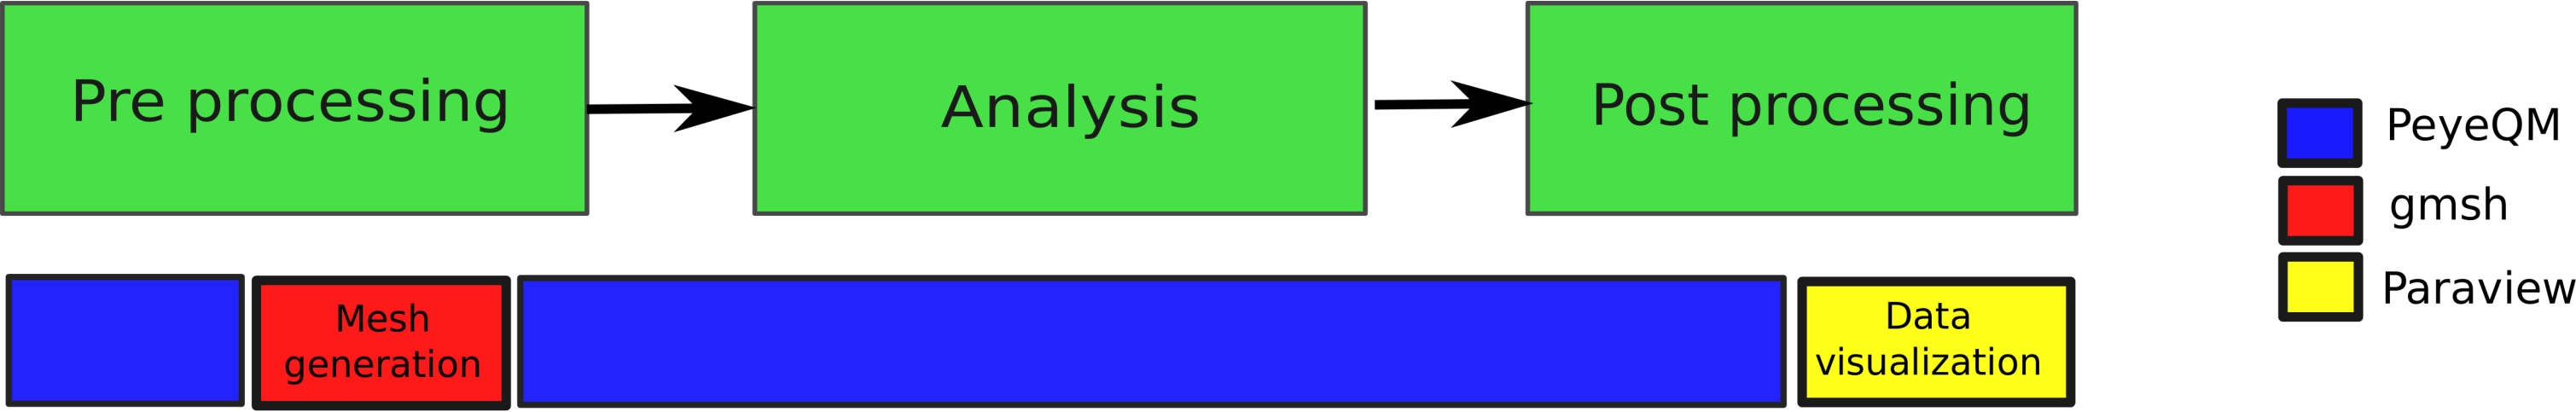 Pre processing
Analysis
Post processing
PeyeQM
gmsh
Paraview
Mesh
generation
Data
visualization